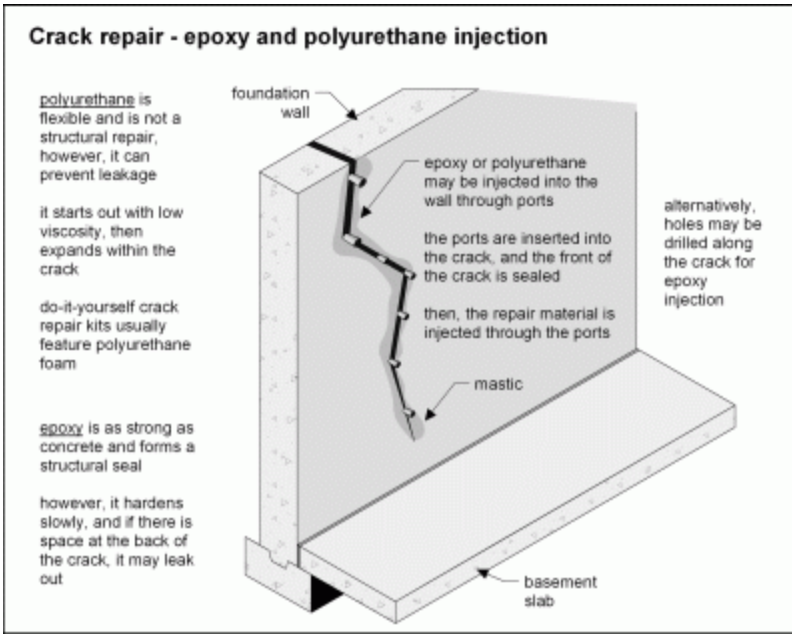 Crack repair - epoxy and polyurethane injection
polyurethane is
flexible and is not a
structural repair,
however, it can
prevent leakage
it starts out with low
viscosity, then
expands within the
crack
do-it-yourself crack
repair kits usually
feature polyurethane
foam
epoxy is as strong as
concrete and forms a
structural seal
however, it hardens
slowly, and if there is
space at the back of
the crack, it may leak
out
foundation
wall
epoxy or polyurethane
may be injected into the
wall through ports
the ports are inserted into
the crack, and the front of
the crack is sealed
then, the repair material is
injected through the ports
mastic
alternatively,
holes may be
drilled along
the crack for
epoxy
injection
basement
slab